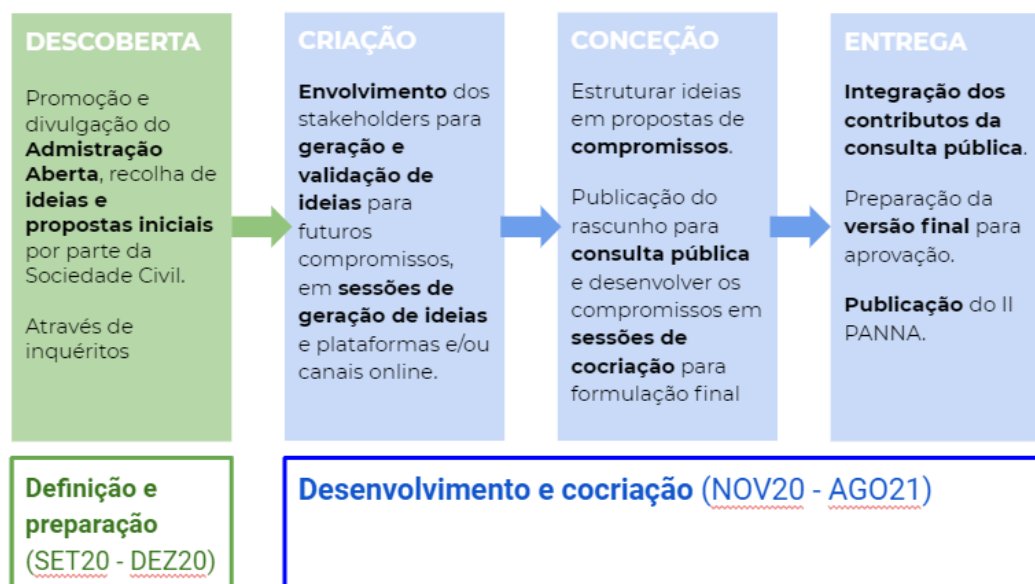 DESCOBERTA
Promoção e
divulgação do
Admistração
Aberta, recolha de
ideias e
propostas iniciais
por parte da
Sociedade Civil.
Através de
inquéritos
CRIAÇÃO
Envolvimento dos
stakeholders para
geração e
validação de
ideias para
futuros
compromissos,
em sessões de
geração de ideias
e plataformas e/ou
canais online.
CONCEÇÃO
Estruturar ideias
em propostas de
compromissos.
Publicação do
rascunho para
consulta pública
e desenvolver os
compromissos em
sessões de
cocriação para
formulação final
ENTREGA
Integração dos
contributos da
consulta pública.
Preparação da
versão final para
aprovação.
Publicação do II
PANNA.
Definição e
preparação
(SET20 - DEZ20)
Desenvolvimento e cocriação (NOV20 - AGO21)